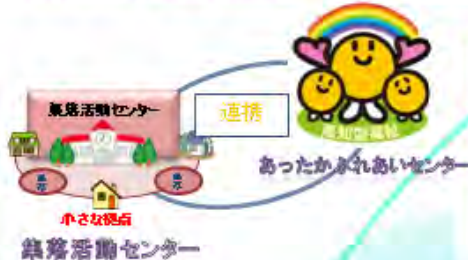 集落活動センター
連携
高知型福祉
あったかふれあいセンター
集落
集落
小さな拠点
集落活動センター